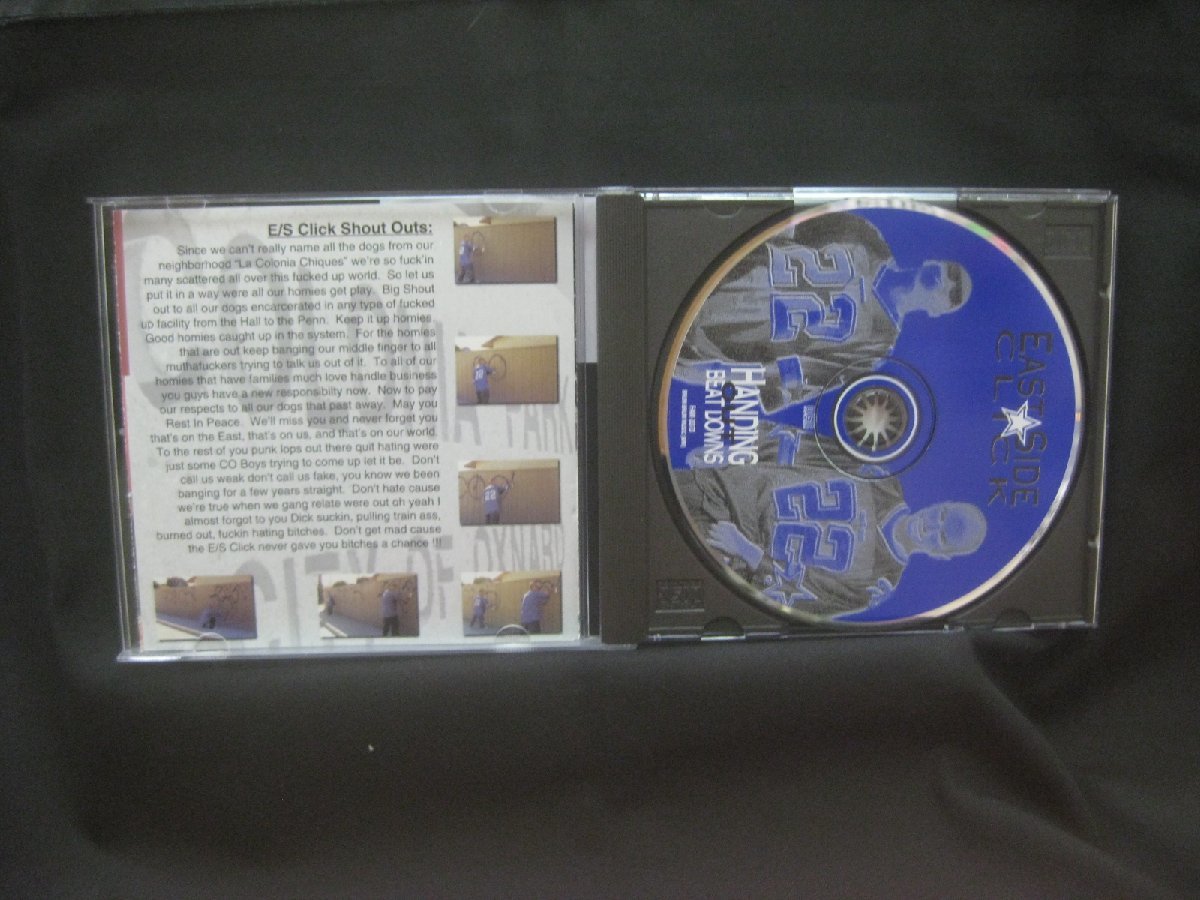 E/S Click Shout Outs:
Since we can't really name all the dogs from our
neighborhood "La Colonia Chiques" we're so fuck'in
many scattered all over this fucked up world. So let us
put it in a way were all our homies get play. Big Shout
out to all our dogs encarcerated in any type of fucked
up facility from the Hall to the Penn. Keep it up homies
Good homies caught up in the system. For the homies
that are out keep banging our middle finger to all
muthafuckers trying to talk us out of it. To all of our
homies that have families much love handle business
you guys have a new responsibilty now. Now to pay
our respects to all our dogs that past away. May you
Rest In Peace. We'll miss you and never forget you
that's on the East, that's on us, and that's on our world.
To the rest of you punk lops out there quit hating were
just some CO Boys trying to come up let it be. Don't
call us weak don't call us fake, you know we been
banging for a few years straight. Don't hate cause
we're true when we gang relate were out oh yeah I
almost forgot to you Dick suckin, pulling train ass,
burned out, fuckin hating bitches. Don't get mad cause
the E/S Click never gave you bitches a chance !!!
PARK
CITY OF OXNARD
22
EASTSIDE
CLICK
22
22
HANDING
BEAT DOWNS